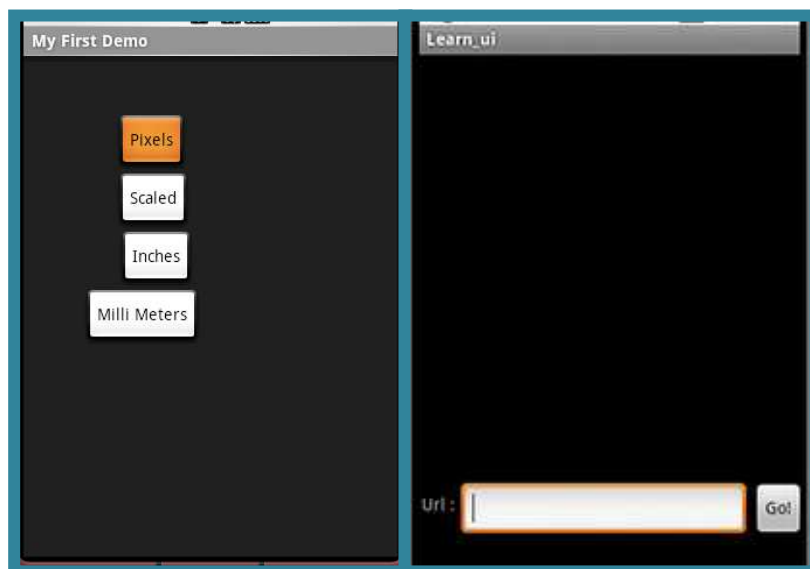 My First Demo
Pixels
Scaled
Inches
Milli Meters
Learn_ui
Url :
Go!